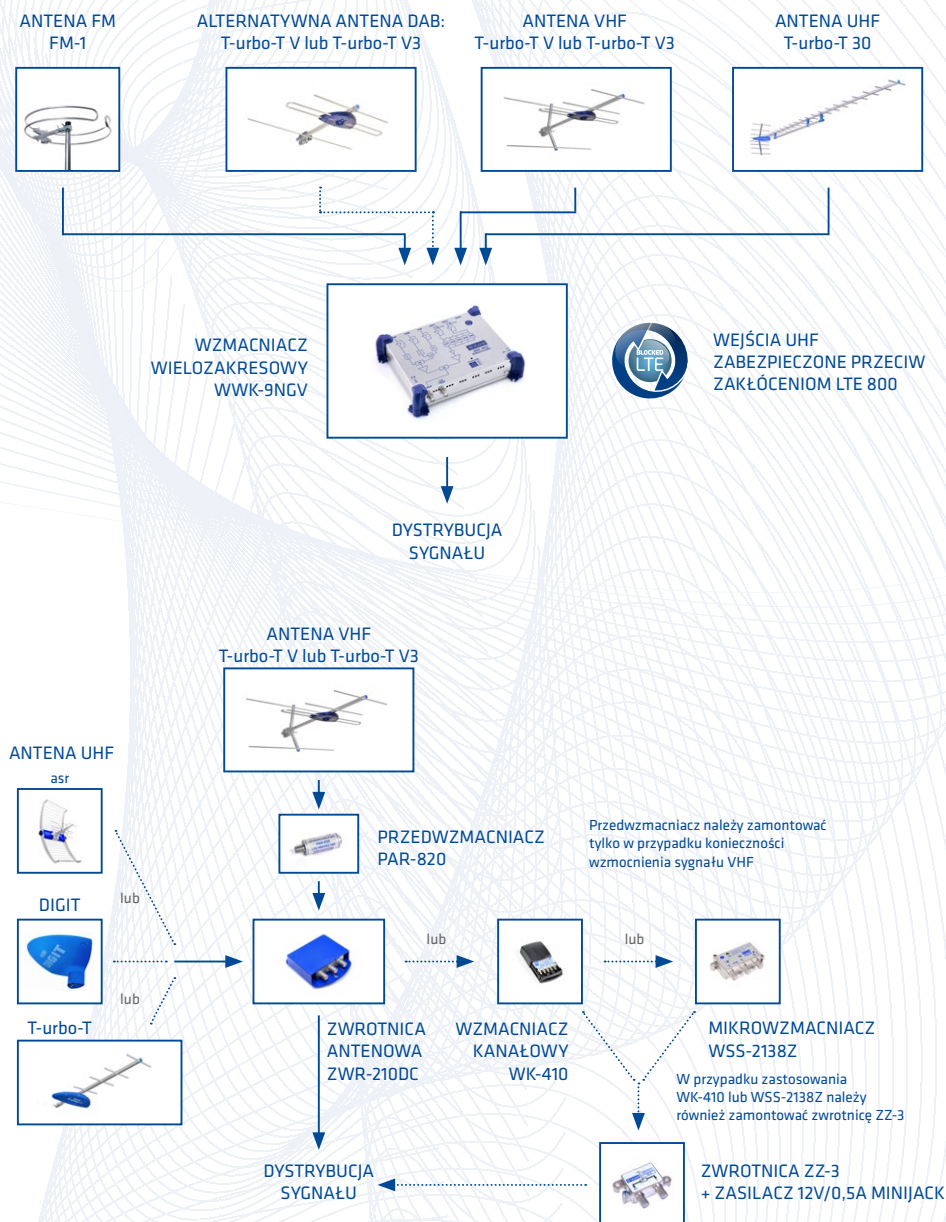 ANTENA FM
FM-1
ALTERNATYWNA ANTENA DAB:
T-urbo-T V lub T-urbo-T V3
ANTENA VHF
T-urbo-T V lub T-urbo-T V3
ANTENA UHF
T-urbo-T 30
WZMACNIACZ
WIELOZAKRESOWY
WWK-9NGV
BLOCKED
LTE
WEJŚCIA UHF
ZABEZPIECZONE PRZECIW
ZAKŁÓCENIOM LTE 800
DYSTRYBUCJA
SYGNAŁU
ANTENA VHF
T-urbo-T V lub T-urbo-T V3
ANTENA UHF
asr
PRZEDWZMACNIACZ
PAR-820
Przedwzmacniacz należy zamontować
tylko w przypadku konieczności
wzmocnienia sygnału VHF
lub
DIGIT
DIGIT
lub
lub
lub
T-urbo-T
ZWROTNICA
ANTENOWA
ZWR-210DC
WZMACNIACZ
KANAŁOWY
WK-410
MIKROWZMACNIACZ
WSS-2138Z
W przypadku zastosowania
WK-410 lub WSS-2138Z należy
również zamontować zwrotnicę ZZ-3
DYSTRYBUCJA
SYGNAŁU
ZWROTNICA ZZ-3
+ ZASILACZ 12V/0,5A MINIJACK